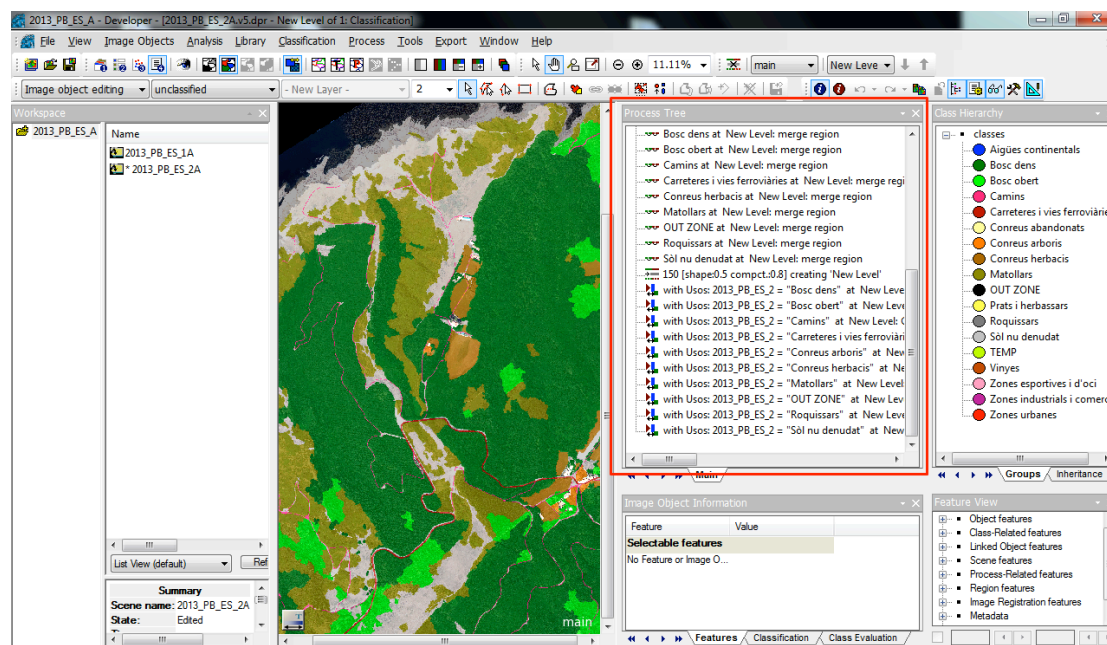 2013_PB_ES_A - Developer - [2013_PB_ES_2A.v5.dpr - New Level of 1: Classification]
File View Image Objects Analysis Library Classification Process Tools Export Window Help
11.11% main New Leve
Image object editing unclassified - New Layer - 2
Workspace
2013_PB_ES_A
Name
2013_PB_ES_1A
* 2013_PB_ES_2A
List View (default) Ref
Summary
Scene name: 2013_PB_ES_2A
State: Edited
main
Process Tree
Bosc dens at New Level: merge region
Bosc obert at New Level: merge region
Camins at New Level: merge region
Carreteres i vies ferroviàries at New Level: merge regi
Conreus herbacis at New Level: merge region
Matollars at New Level: merge region
OUT ZONE at New Level: merge region
Roquissars at New Level: merge region
Sòl nu denudat at New Level: merge region
150 [shape:0.5 compct.:0.8] creating 'New Level'
with Usos: 2013_PB_ES_2 = "Bosc dens" at New Leve
with Usos: 2013_PB_ES_2 = "Bosc obert" at New Leve
with Usos: 2013_PB_ES_2 = "Camins" at New Level: (
with Usos: 2013_PB_ES_2 = "Carreteres i vies ferroviàri
with Usos: 2013_PB_ES_2 = "Conreus arboris" at New
with Usos: 2013_PB_ES_2 = "Conreus herbacis" at Ne
with Usos: 2013_PB_ES_2 = "Matollars" at New Level:
with Usos: 2013_PB_ES_2 = "OUT ZONE" at New Lev
with Usos: 2013_PB_ES_2 = "Roquissars" at New Leve
with Usos: 2013_PB_ES_2 = "Sòl nu denudat" at New
Main
Image Object Information
Feature Value
Selectable features
No Feature or Image O...
Features Classification Class Evaluation
Class Hierarchy
classes
Aigües continentals
Bosc dens
Bosc obert
Camins
Carreteres i vies ferroviàrie
Conreus abandonats
Conreus arboris
Conreus herbacis
Matollars
OUT ZONE
Prats i herbassars
Roquissars
Sòl nu denudat
TEMP
Vinyes
Zones esportives i d'oci
Zones industrials i comerc
Zones urbanes
Groups Inheritance
Feature View
Object features
Class-Related features
Linked Object features
Scene features
Process-Related features
Region features
Image Registration features
Metadata